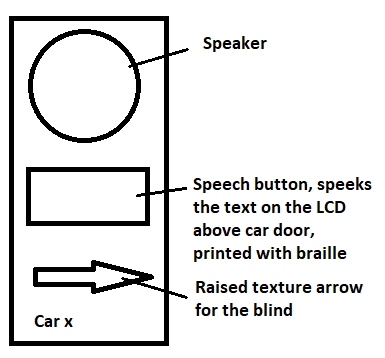 Speaker
Speech button, speeks
the text on the LCD
above car door,
printed with braille
Raised texture arrow
for the blind
Car x